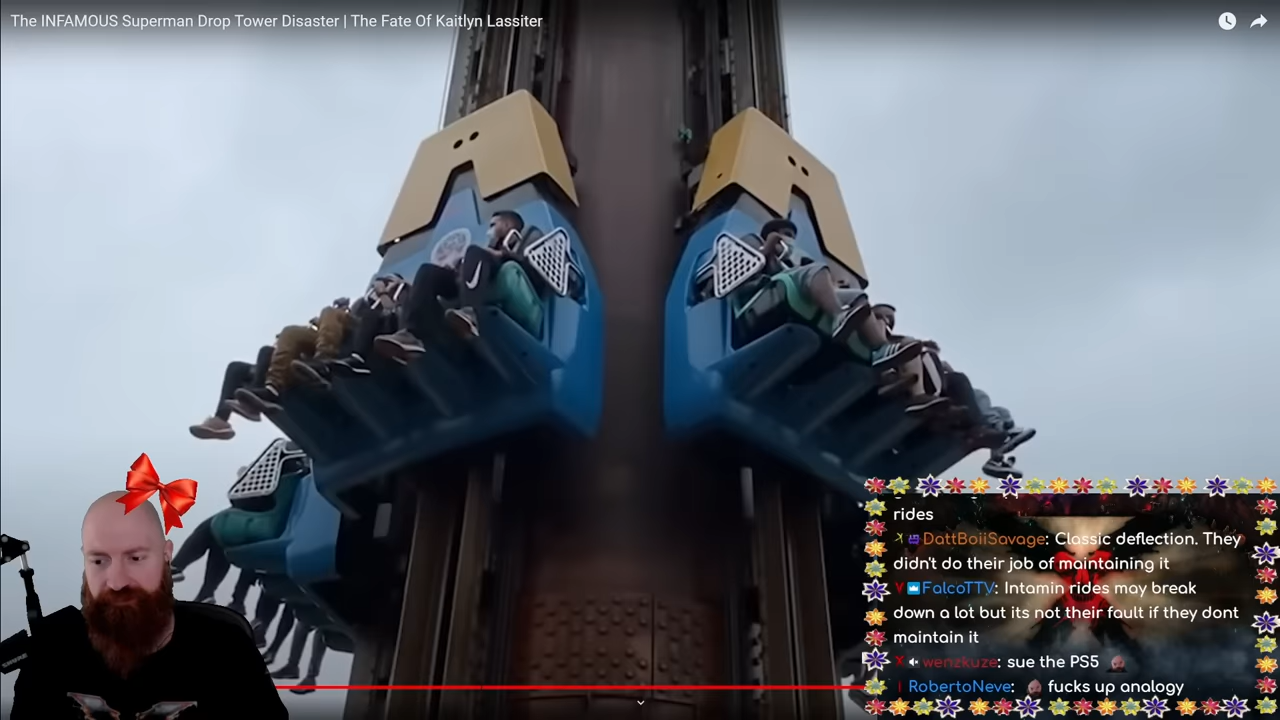 The INFAMOUS Superman Drop Tower Disaster | The Fate Of Kaitlyn Lassiter
rides
DattBoiiSavage: Classic deflection. They
didn't do their job of maintaining it
FalcoTTV: Intamin rides may break
down a lot but its not their fault if they dont
maintain it
wenzkuze: sue the PS5
RobertoNeve: fucks up analogy